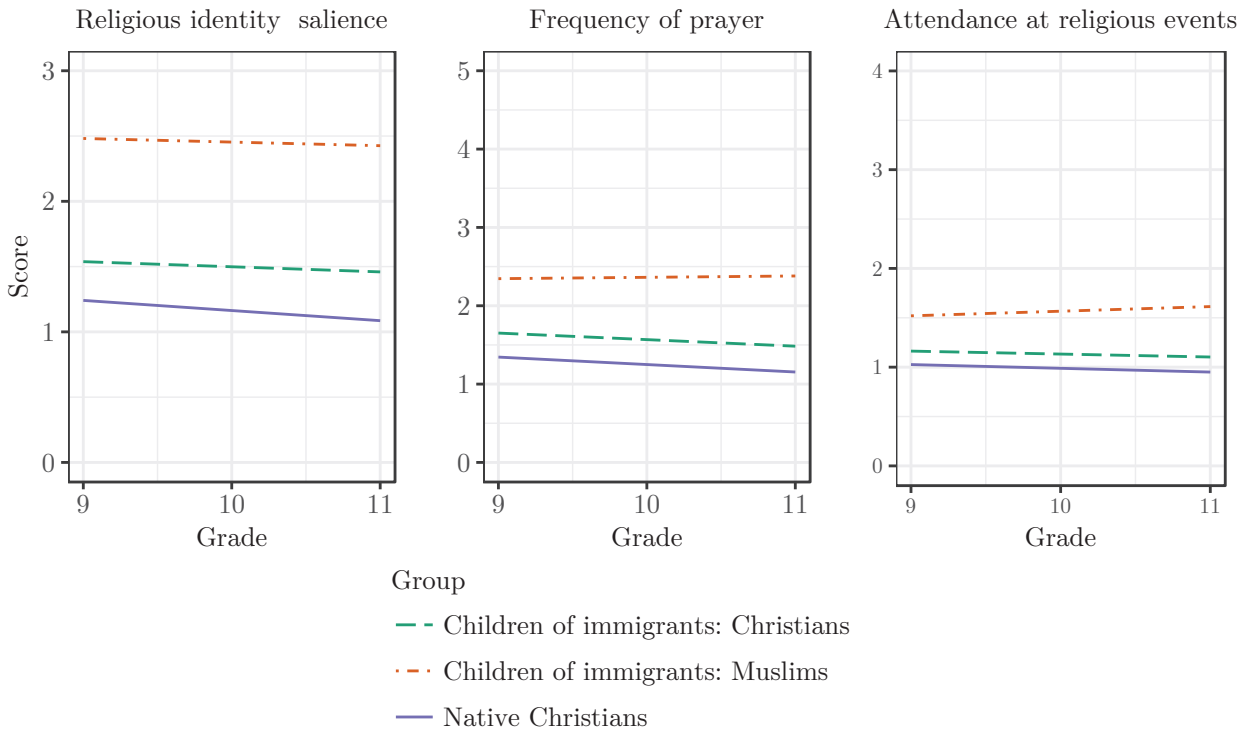 Religious identity salience
Frequency of prayer
Attendance at religious events
Score
3
2
1
0
9
10
11
Grade
5
4
3
2
1
0
9
10
11
Grade
4
3
2
1
0
9
10
11
Grade
Group
Children of immigrants: Christians
Children of immigrants: Muslims
Native Christians